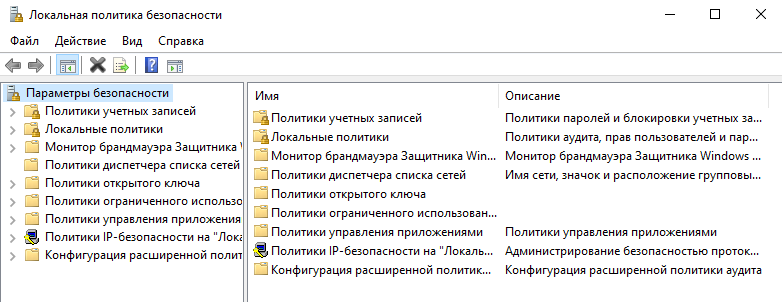 Локальная политика безопасности
Файл Действие Вид Справка
Параметры безопасности
Политики учетных записей
Локальные политики
Монитор брандмауэра Защитника
Политики диспетчера списка сетей
Политики открытого ключа
Политики ограниченного использо
Политики управления приложения
Политики IP-безопасности на "Лока
Конфигурация расширенной полит
Имя Описание
Политики учетных записей Политики паролей и блокировки учетных за...
Локальные политики Политики аудита, прав пользователей и пар...
Монитор брандмауэра Защитника Win... Монитор брандмауэра Защитника Windows ...
Политики диспетчера списка сетей Имя сети, значок и расположение групповы...
Политики открытого ключа
Политики ограниченного использован...
Политики управления приложениями Политики управления приложениями
Политики IP-безопасности на "Локаль... Администрирование безопасностью проток...
Конфигурация расширенной политик... Конфигурация расширенной политики аудита